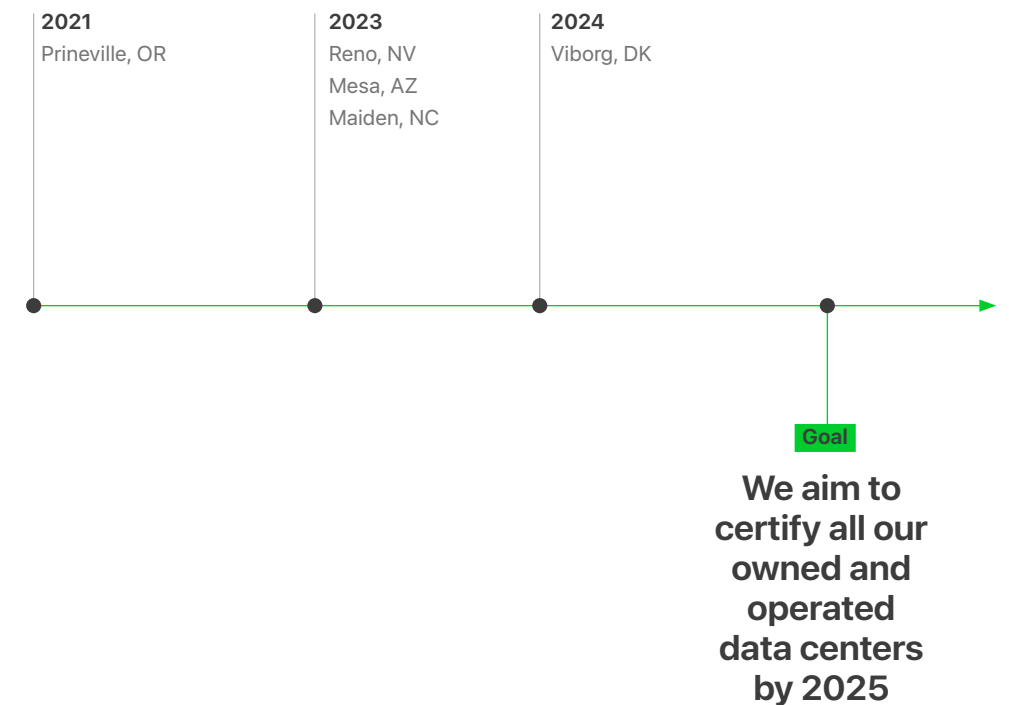 2021
Prineville, OR
2023
Reno, NV
Mesa, AZ
Maiden, NC
2024
Viborg, DK
Goal
We aim to
certify all our
owned and
operated
data centers
by 2025